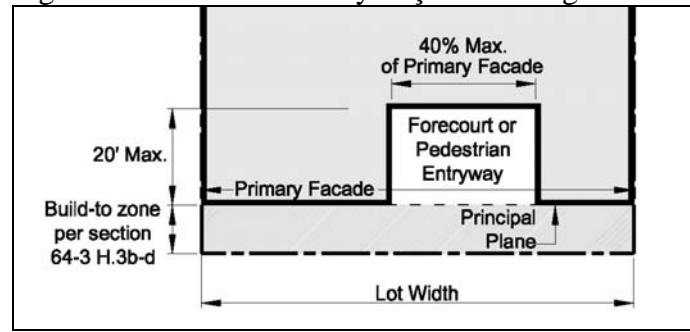 40% Max.
of Primary Facade
Forecourt or
Pedestrian
Entryway
20' Max.
Primary Facade
Build-to zone
per section
64-3 H.3b-d
Principal
Plane
Lot Width